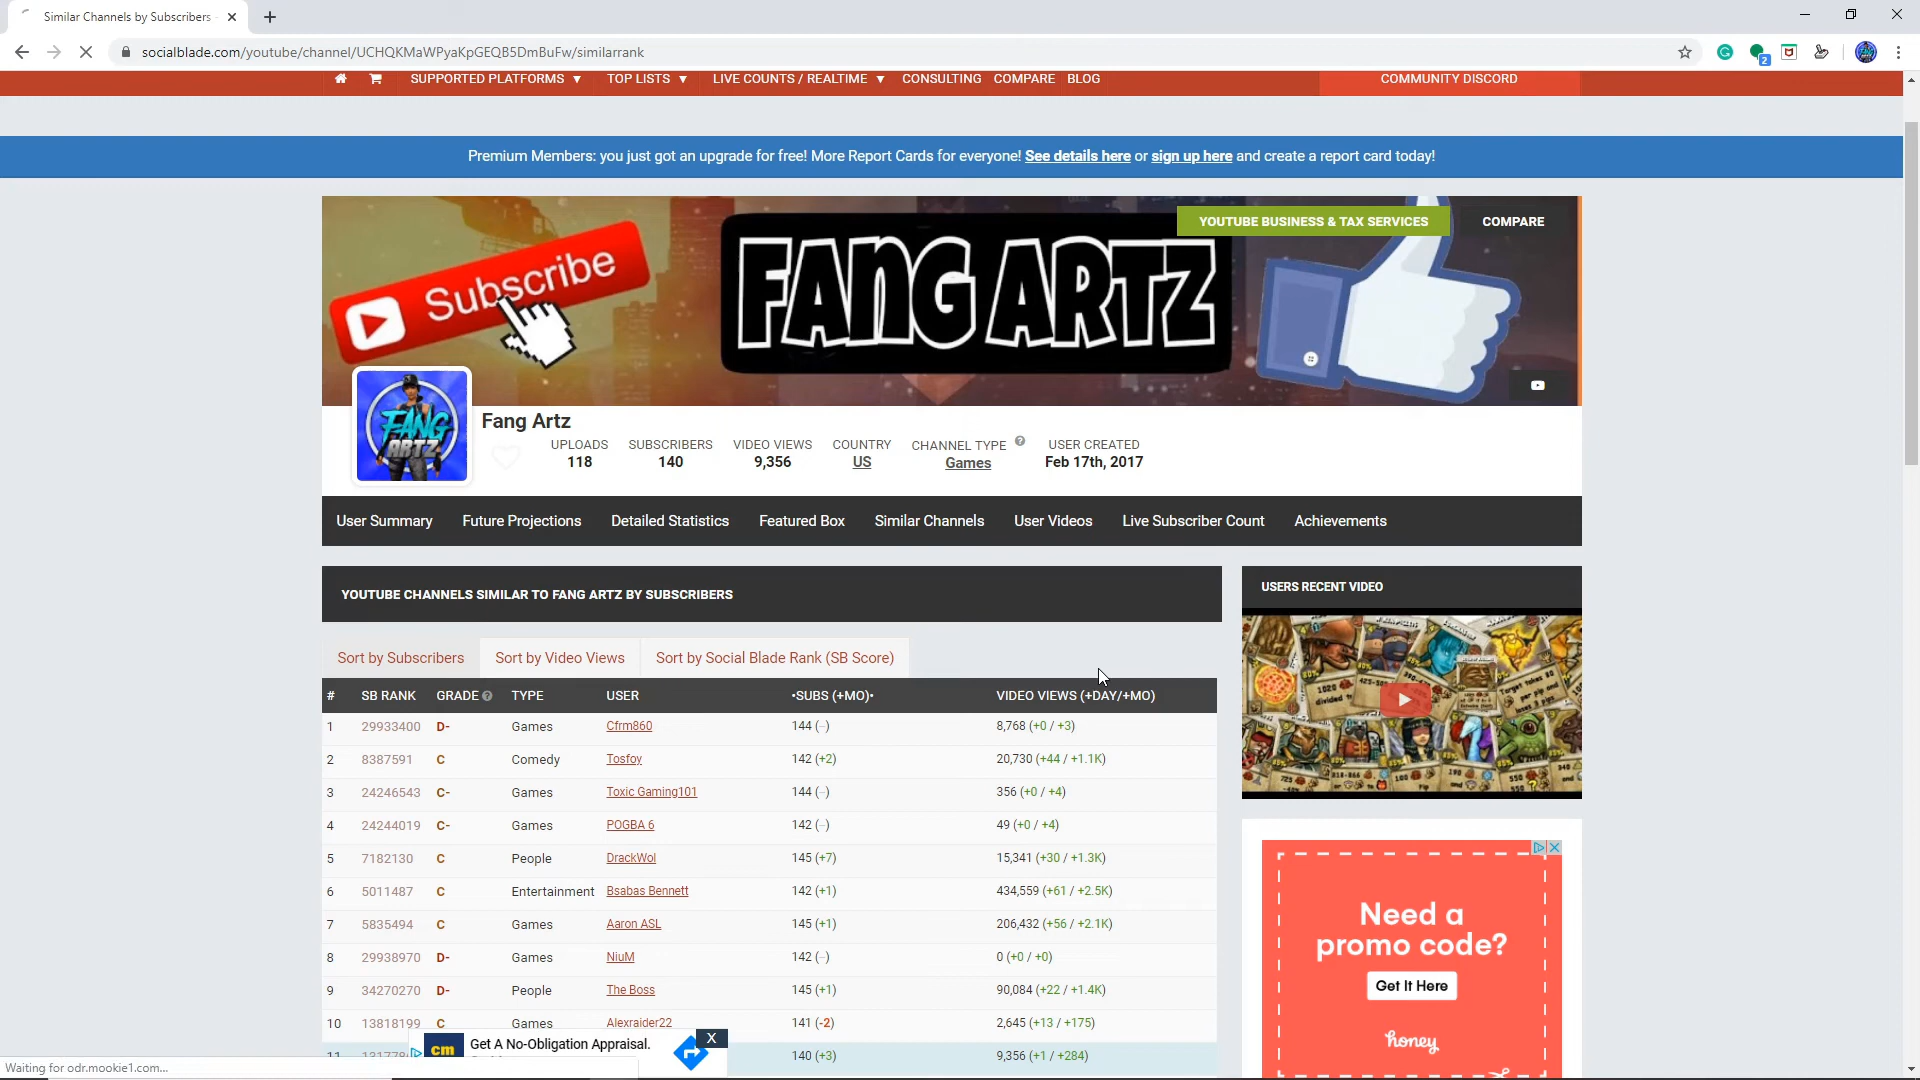 Similar Channels by Subscribers
socialblade.com/youtube/channel/UCHQKMaWPyaKpGEQB5DmBuFw/similarrank
2
SUPPORTED PLATFORMS ▼ TOP LISTS ▼ LIVE COUNTS / REALTIME ▼ CONSULTING COMPARE BLOG COMMUNITY DISCORD
Premium Members: you just got an upgrade for free! More Report Cards for everyone! See details here or sign up here and create a report card today!
YOUTUBE BUSINESS & TAX SERVICES COMPARE
Subscribe
FANG ARTZ
FANG
ARTZ
Fang Artz
UPLOADS SUBSCRIBERS VIDEO VIEWS COUNTRY CHANNEL TYPE USER CREATED
118 140 9,356 US Games Feb 17th, 2017
User Summary Future Projections Detailed Statistics Featured Box Similar Channels User Videos Live Subscriber Count Achievements
YOUTUBE CHANNELS SIMILAR TO FANG ARTZ BY SUBSCRIBERS
USERS RECENT VIDEO
Sort by Subscribers Sort by Video Views Sort by Social Blade Rank (SB Score)
# SB RANK GRADE TYPE USER •SUBS (+MO)• VIDEO VIEWS (+DAY/+MO)
1 29933400 D- Games Cfrm860 144 (--) 8,768 (+0 / +3)
2 8387591 C Comedy Tosfoy 142 (+2) 20,730 (+44 / +1.1K)
3 24246543 C- Games Toxic Gaming101 144 (--) 356 (+0 / +4)
4 24244019 C- Games POGBA 6 142 (--) 49 (+0 / +4)
5 7182130 C People DrackWol 145 (+7) 15,341 (+30 / +1.3K)
6 5011487 C Entertainment Bsabas Bennett 142 (+1) 434,559 (+61 / +2.5K)
7 5835494 C Games Aaron ASL 145 (+1) 206,432 (+56 / +2.1K)
8 29938970 D- Games NiuM 142 (--) 0 (+0 / +0)
9 34270270 D- People The Boss 145 (+1) 90,084 (+22 / +1.4K)
10 13818199 C Games Alexraider22 141 (-2) 2,645 (+13 / +175)
11 140 (+3) 9,356 (+1 / +284)
Need a
promo code?
Get It Here
honey
cm
Get A No-Obligation Appraisal.
X
Waiting for odr.mookie1.com...